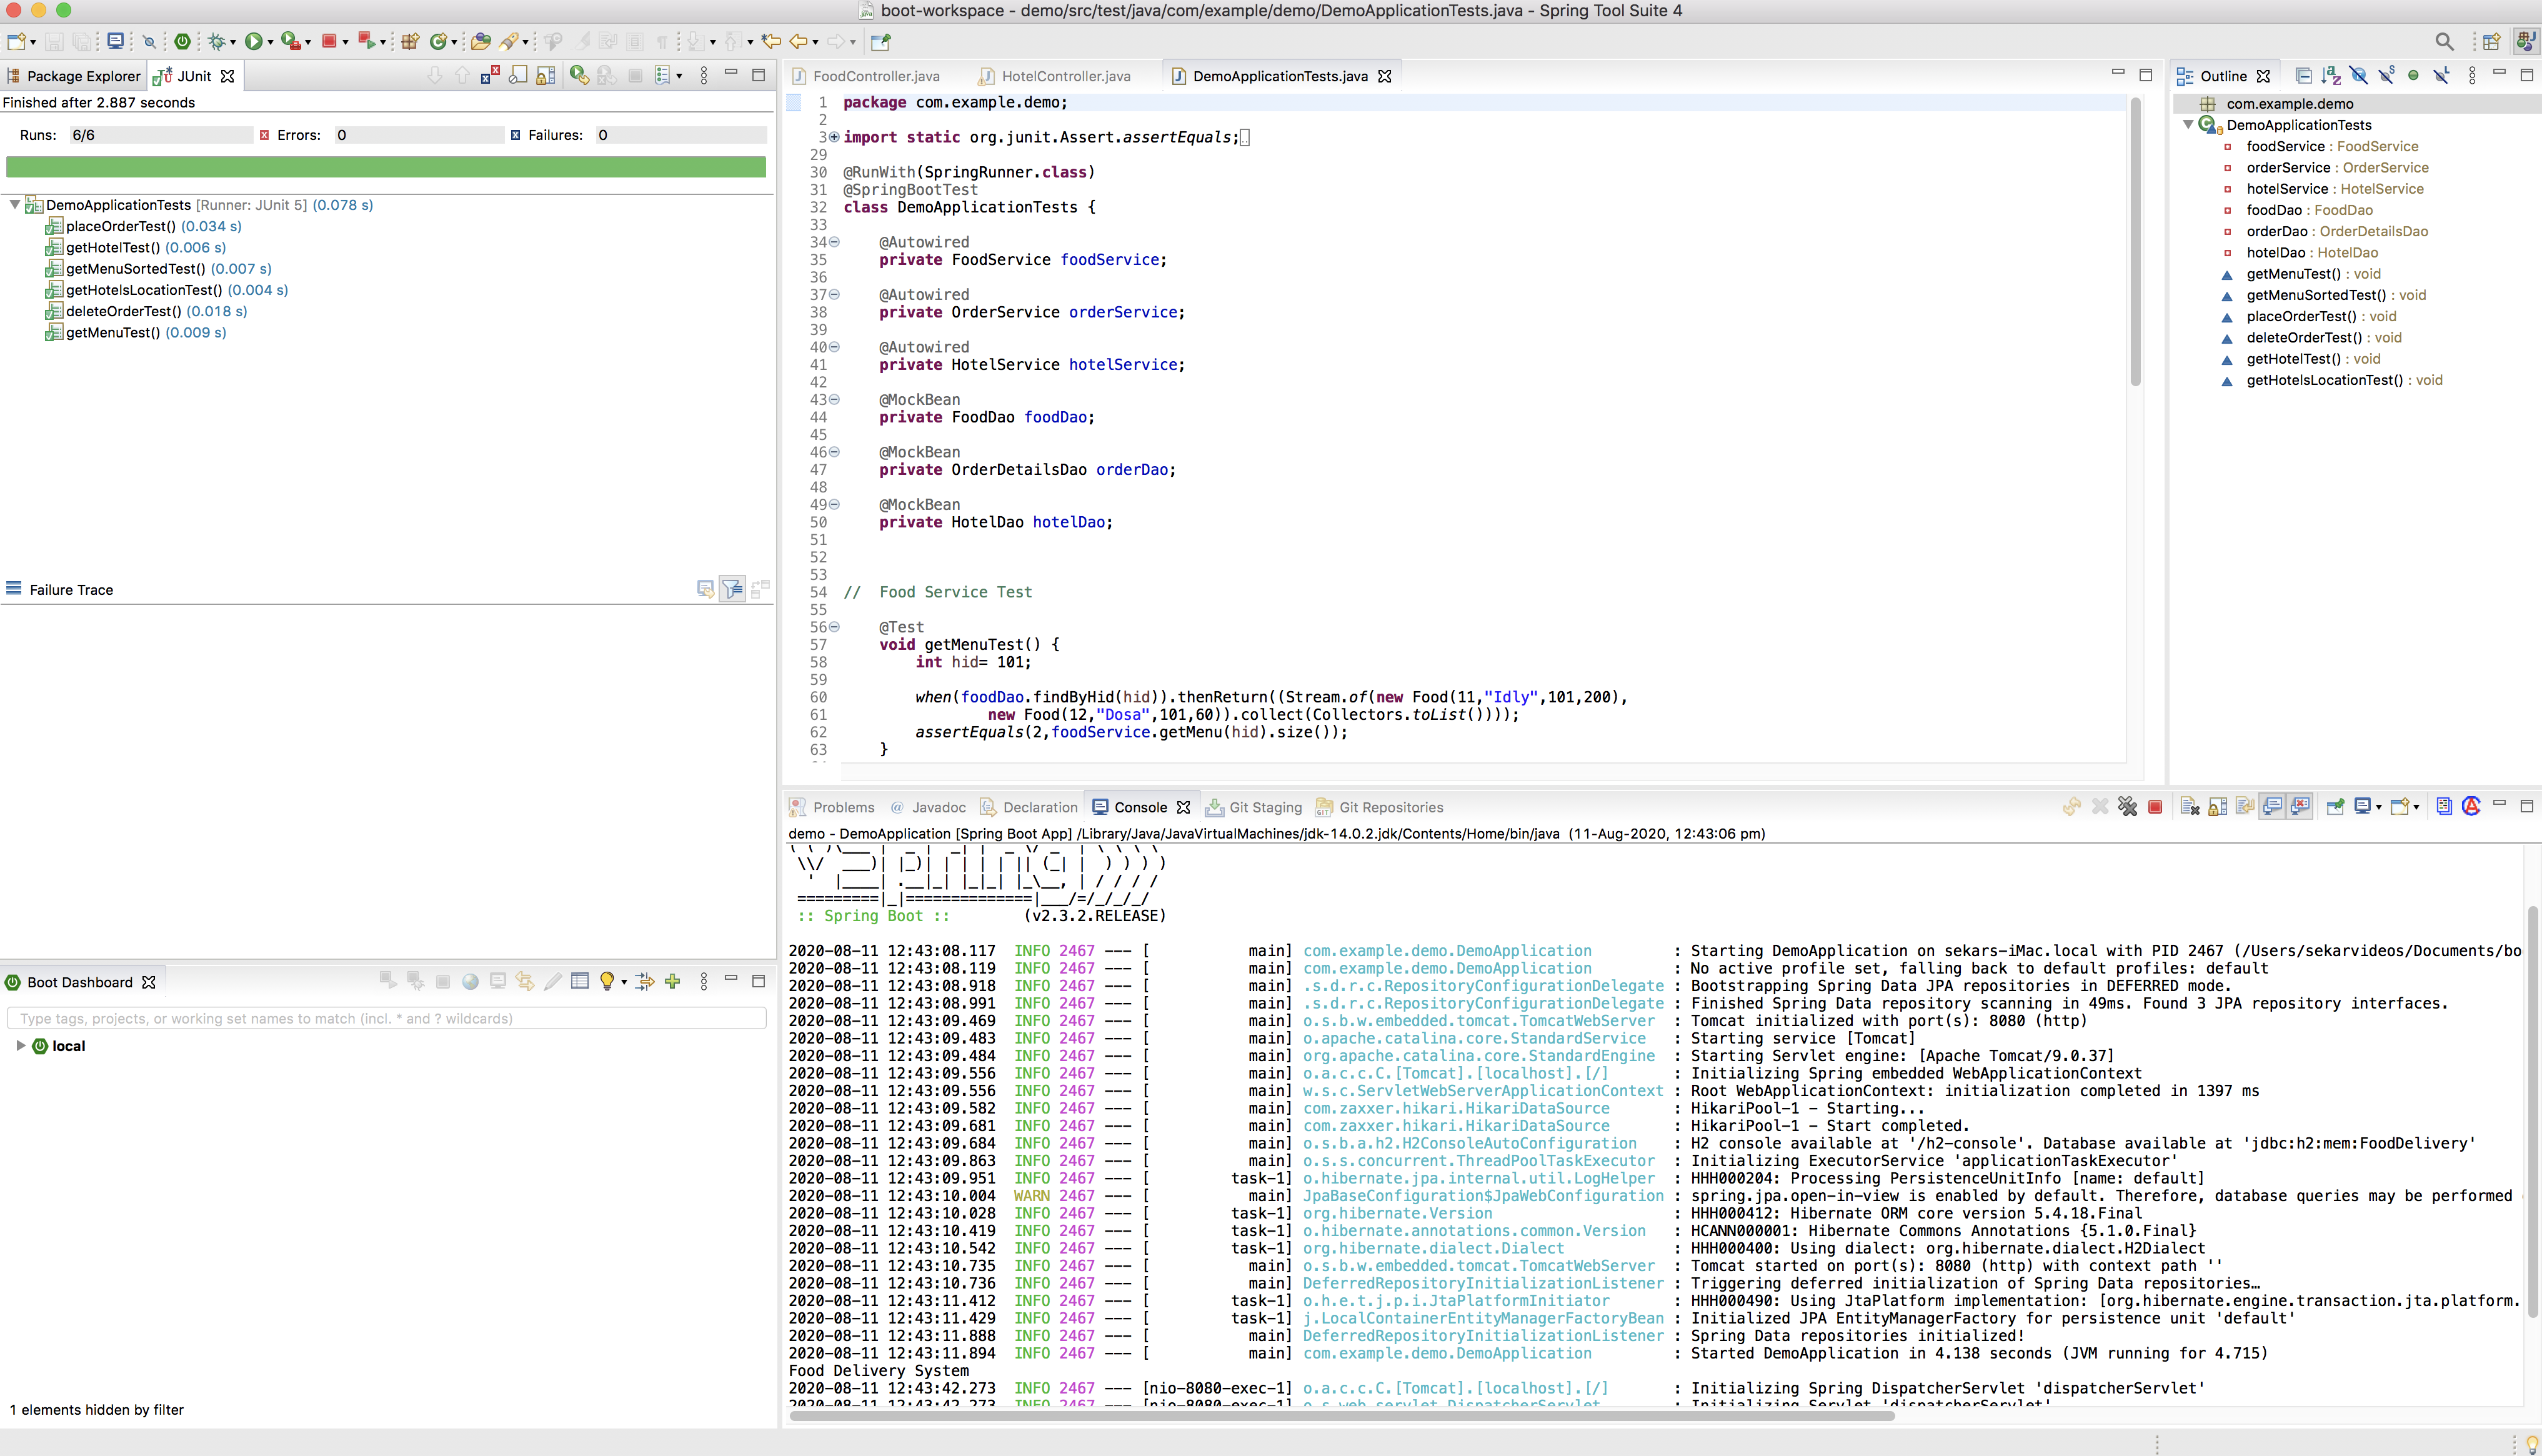 boot-workspace - demo/src/test/java/com/example/demo/DemoApplicationTests.java - Spring Tool Suite 4
Package Explorer
JUnit
Finished after 2.887 seconds
Runs: 6/6 Errors: 0 Failures: 0
DemoApplicationTests [Runner: JUnit 5] (0.078 s)
placeOrderTest() (0.034 s)
getHotelTest() (0.006 s)
getMenuSortedTest() (0.007 s)
getHotelsLocationTest() (0.004 s)
deleteOrderTest() (0.018 s)
getMenuTest() (0.009 s)
Failure Trace
Boot Dashboard
Type tags, projects, or working set names to match (incl. * and ? wildcards)
local
1 elements hidden by filter
FoodController.java HotelController.java DemoApplicationTests.java
1 package com.example.demo;
2
3 import static org.junit.Assert.assertEquals;
29
30 @RunWith(SpringRunner.class)
31 @SpringBootTest
32 class DemoApplicationTests {
33
34 @Autowired
35 private FoodService foodService;
36
37 @Autowired
38 private OrderService orderService;
39
40 @Autowired
41 private HotelService hotelService;
42
43 @MockBean
44 private FoodDao foodDao;
45
46 @MockBean
47 private OrderDetailsDao orderDao;
48
49 @MockBean
50 private HotelDao hotelDao;
51
52
53
54 // Food Service Test
55
56 @Test
57 void getMenuTest() {
58 int hid= 101;
59
60 when(foodDao.findByHid(hid)).thenReturn((Stream.of(new Food(11,"Idly",101,200),
61 new Food(12,"Dosa",101,60)).collect(Collectors.toList())));
62 assertEquals(2,foodService.getMenu(hid).size());
63 }
Outline
com.example.demo
DemoApplicationTests
foodService : FoodService
orderService : OrderService
hotelService : HotelService
foodDao : FoodDao
orderDao : OrderDetailsDao
hotelDao : HotelDao
getMenuTest() : void
getMenuSortedTest() : void
placeOrderTest() : void
deleteOrderTest() : void
getHotelTest() : void
getHotelsLocationTest() : void
Problems Javadoc Declaration Console Git Staging Git Repositories
demo - DemoApplication [Spring Boot App] /Library/Java/JavaVirtualMachines/jdk-14.0.2.jdk/Contents/Home/bin/java (11-Aug-2020, 12:43:06 pm)
:: Spring Boot :: (v2.3.2.RELEASE)
2020-08-11 12:43:08.117 INFO 2467 --- [ main] com.example.demo.DemoApplication : Starting DemoApplication on sekars-iMac.local with PID 2467 (/Users/sekarvideos/Documents/bo
2020-08-11 12:43:08.119 INFO 2467 --- [ main] com.example.demo.DemoApplication : No active profile set, falling back to default profiles: default
2020-08-11 12:43:08.918 INFO 2467 --- [ main] .s.d.r.c.RepositoryConfigurationDelegate : Bootstrapping Spring Data JPA repositories in DEFERRED mode.
2020-08-11 12:43:08.991 INFO 2467 --- [ main] .s.d.r.c.RepositoryConfigurationDelegate : Finished Spring Data repository scanning in 49ms. Found 3 JPA repository interfaces.
2020-08-11 12:43:09.469 INFO 2467 --- [ main] o.s.b.w.embedded.tomcat.TomcatWebServer : Tomcat initialized with port(s): 8080 (http)
2020-08-11 12:43:09.483 INFO 2467 --- [ main] o.apache.catalina.core.StandardService : Starting service [Tomcat]
2020-08-11 12:43:09.484 INFO 2467 --- [ main] org.apache.catalina.core.StandardEngine : Starting Servlet engine: [Apache Tomcat/9.0.37]
2020-08-11 12:43:09.556 INFO 2467 --- [ main] o.a.c.c.C.[Tomcat].[localhost].[/] : Initializing Spring embedded WebApplicationContext
2020-08-11 12:43:09.556 INFO 2467 --- [ main] w.s.c.ServletWebServerApplicationContext : Root WebApplicationContext: initialization completed in 1397 ms
2020-08-11 12:43:09.582 INFO 2467 --- [ main] com.zaxxer.hikari.HikariDataSource : HikariPool-1 - Starting...
2020-08-11 12:43:09.681 INFO 2467 --- [ main] com.zaxxer.hikari.HikariDataSource : HikariPool-1 - Start completed.
2020-08-11 12:43:09.684 INFO 2467 --- [ main] o.s.b.a.h2.H2ConsoleAutoConfiguration : H2 console available at '/h2-console'. Database available at 'jdbc:h2:mem:FoodDelivery'
2020-08-11 12:43:09.863 INFO 2467 --- [ main] o.s.s.concurrent.ThreadPoolTaskExecutor : Initializing ExecutorService 'applicationTaskExecutor'
2020-08-11 12:43:09.951 INFO 2467 --- [ task-1] o.hibernate.jpa.internal.util.LogHelper : HHH000204: Processing PersistenceUnitInfo [name: default]
2020-08-11 12:43:10.004 WARN 2467 --- [ main] JpaBaseConfiguration$JpaWebConfiguration : spring.jpa.open-in-view is enabled by default. Therefore, database queries may be performed
2020-08-11 12:43:10.028 INFO 2467 --- [ task-1] org.hibernate.Version : HHH000412: Hibernate ORM core version 5.4.18.Final
2020-08-11 12:43:10.419 INFO 2467 --- [ task-1] o.hibernate.annotations.common.Version : HCANN000001: Hibernate Commons Annotations {5.1.0.Final}
2020-08-11 12:43:10.542 INFO 2467 --- [ task-1] org.hibernate.dialect.Dialect : HHH000400: Using dialect: org.hibernate.dialect.H2Dialect
2020-08-11 12:43:10.735 INFO 2467 --- [ main] o.s.b.w.embedded.tomcat.TomcatWebServer : Tomcat started on port(s): 8080 (http) with context path ''
2020-08-11 12:43:10.736 INFO 2467 --- [ main] DeferredRepositoryInitializationListener : Triggering deferred initialization of Spring Data repositories…
2020-08-11 12:43:11.412 INFO 2467 --- [ task-1] o.h.e.t.j.p.i.JtaPlatformInitiator : HHH000490: Using JtaPlatform implementation: [org.hibernate.engine.transaction.jta.platform.
2020-08-11 12:43:11.429 INFO 2467 --- [ task-1] j.LocalContainerEntityManagerFactoryBean : Initialized JPA EntityManagerFactory for persistence unit 'default'
2020-08-11 12:43:11.888 INFO 2467 --- [ main] DeferredRepositoryInitializationListener : Spring Data repositories initialized!
2020-08-11 12:43:11.894 INFO 2467 --- [ main] com.example.demo.DemoApplication : Started DemoApplication in 4.138 seconds (JVM running for 4.715)
Food Delivery System
2020-08-11 12:43:42.273 INFO 2467 --- [nio-8080-exec-1] o.a.c.c.C.[Tomcat].[localhost].[/] : Initializing Spring DispatcherServlet 'dispatcherServlet'
2020-08-11 12:43:42.273 INFO 2467 --- [nio-8080-exec-1] o.s.web.servlet.DispatcherServlet : Initializing Servlet 'dispatcherServlet'